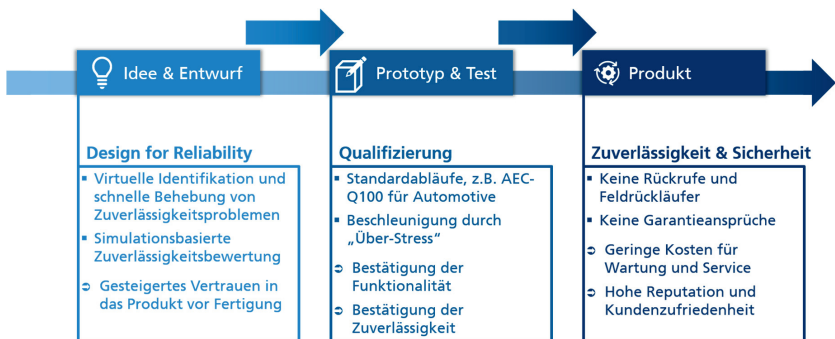 Idee & Entwurf
Prototyp & Test
Produkt
Design for Reliability
▪ Virtuelle Identifikation und
schnelle Behebung von
Zuverlässigkeitsproblemen
▪ Simulationsbasierte
Zuverlässigkeitsbewertung
➲ Gesteigertes Vertrauen in
das Produkt vor Fertigung
Qualifizierung
▪ Standardabläufe, z.B. AEC-
Q100 für Automotive
▪ Beschleunigung durch
„Über-Stress“
➲ Bestätigung der
Funktionalität
➲ Bestätigung der
Zuverlässigkeit
Zuverlässigkeit & Sicherheit
▪ Keine Rückrufe und
Feldrückläufer
▪ Keine Garantieansprüche
➲ Geringe Kosten für
Wartung und Service
➲ Hohe Reputation und
Kundenzufriedenheit